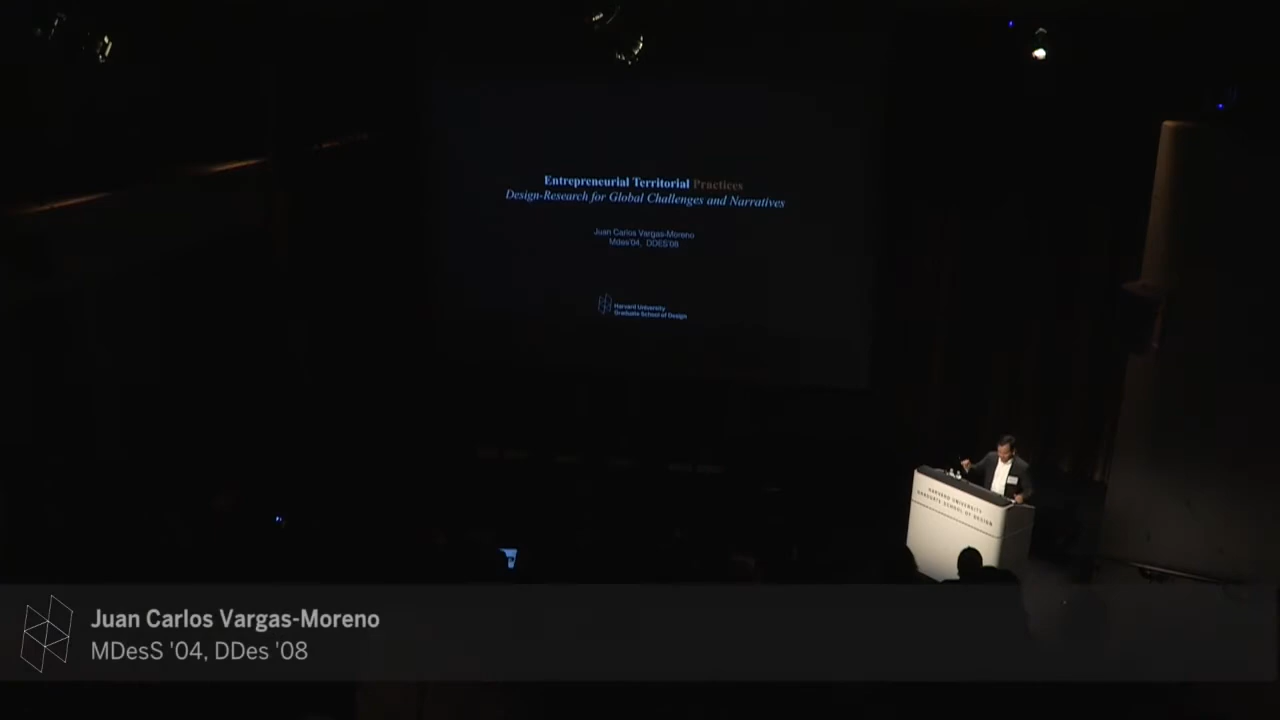 Entrepreneurial Territorial Practices
Design-Research for Global Challenges and Narratives
Juan Carlos Vargas-Moreno
Mdes'04, DDES'08
Harvard University
Graduate School of Design
HARVARD UNIVERSITY
GRADUATE SCHOOL OF DESIGN
Juan Carlos Vargas-Moreno
MDesS '04, DDes '08